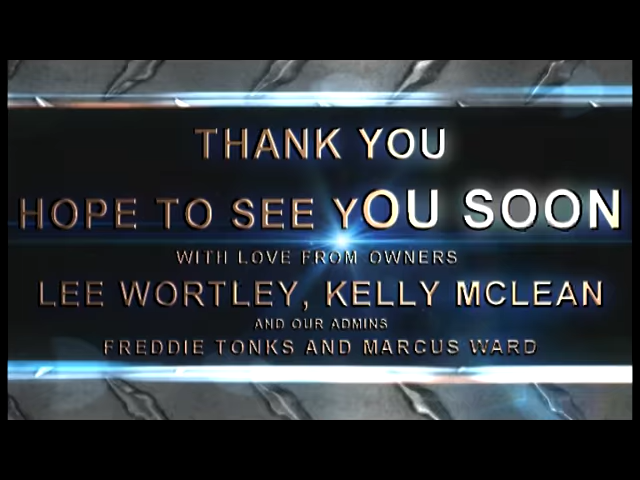 THANK YOU
HOPE TO SEE YOU SOON
WITH LOVE FROM OWNERS
LEE WORTLEY, KELLY MCLEAN
AND OUR ADMINS
FREDDIE TONKS AND MARCUS WARD